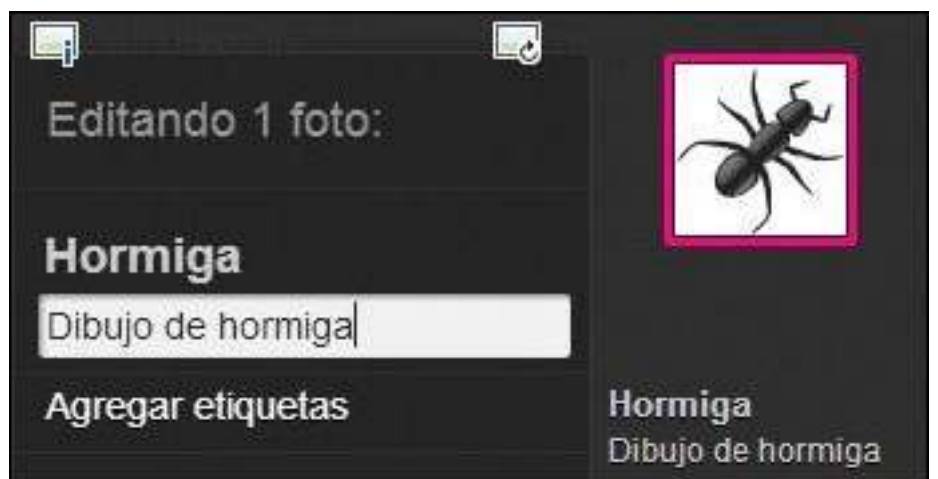 Editando 1 foto:
Hormiga
Dibujo de hormiga
Agregar etiquetas
Hormiga
Dibujo de hormiga